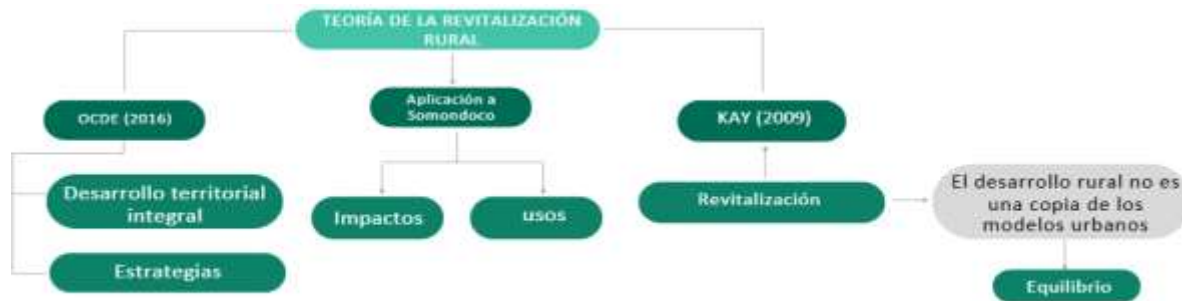 TEORÍA DE LA REVITALIZACIÓN
RURAL
OCDE (2016)
Desarrollo territorial
integral
Estrategias
Aplicación a
Somondoco
Impactos
usos
KAY (2009)
Revitalización
El desarrollo rural no es
una copia de los
modelos urbanos
Equilibrio